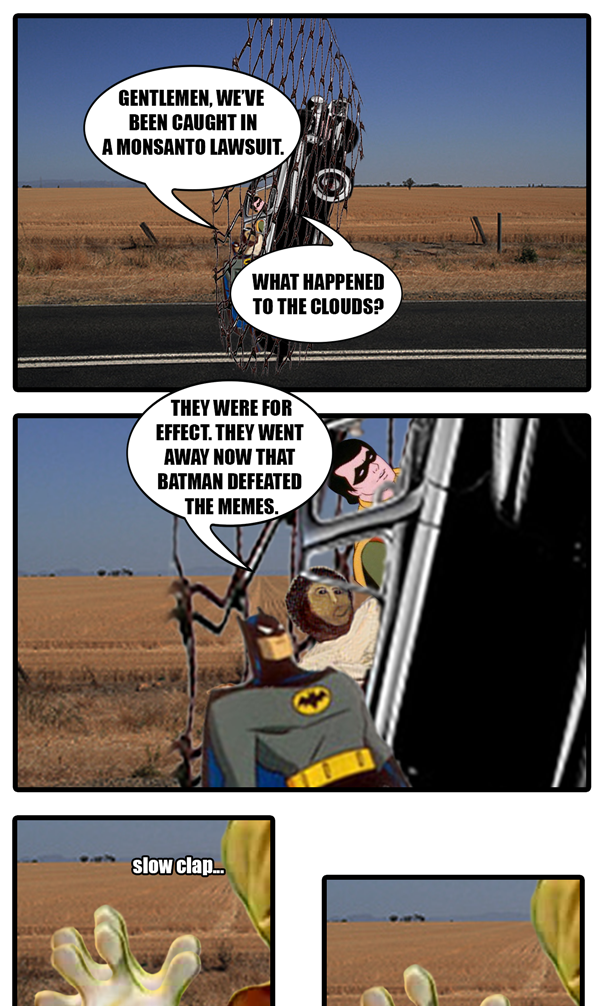 GENTLEMEN, WE'VE
BEEN CAUGHT IN
A MONSANTO LAWSUIT.
WHAT HAPPENED
TO THE CLOUDS?
THEY WERE FOR
EFFECT. THEY WENT
AWAY NOW THAT
BATMAN DEFEATED
THE MEMES.
slow clap...